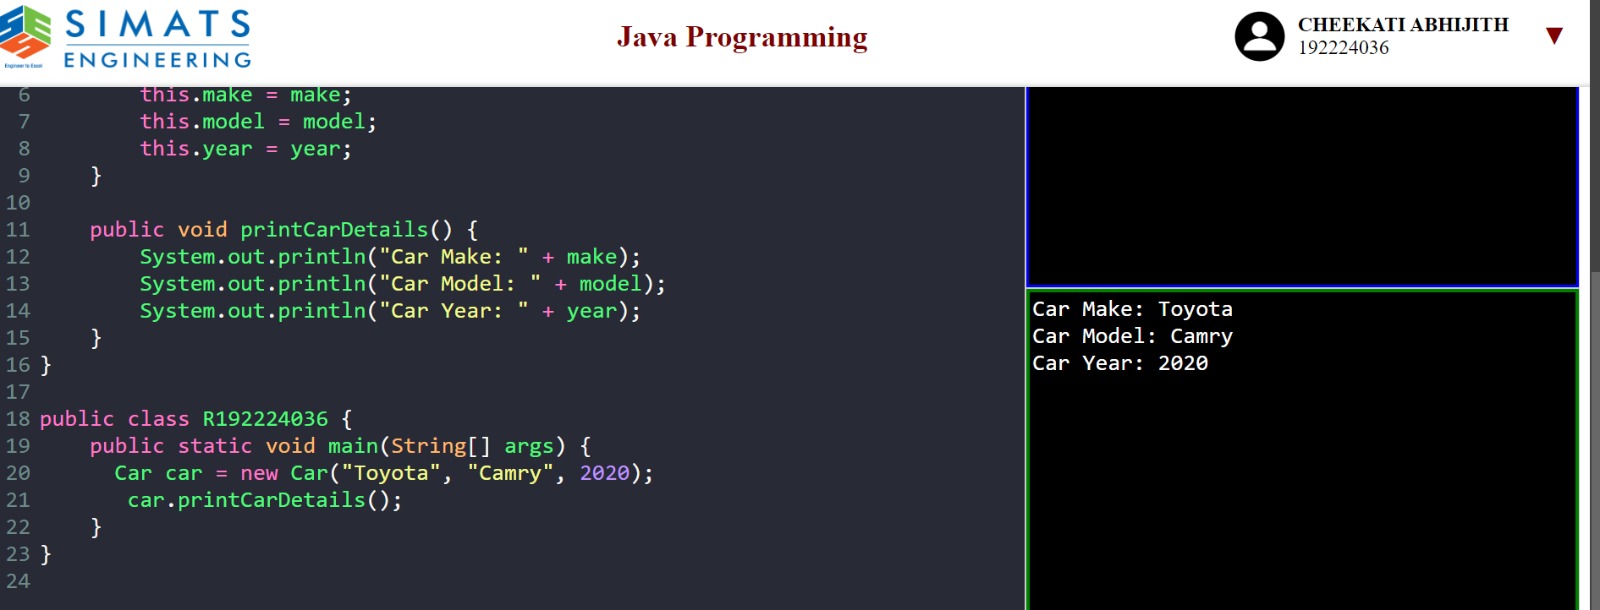 SIMATS
ENGINEERING
Engineer to Excel
Java Programming
CHEEKATI ABHIJITH
192224036
6 this.make = make;
7 this.model = model;
8 this.year = year;
9 }
10
11 public void printCarDetails() {
12 System.out.println("Car Make: " + make);
13 System.out.println("Car Model: " + model);
14 System.out.println("Car Year: " + year);
15 }
16 }
17
18 public class R192224036 {
19 public static void main(String[] args) {
20 Car car = new Car("Toyota", "Camry", 2020);
21 car.printCarDetails();
22 }
23 }
24
Car Make: Toyota
Car Model: Camry
Car Year: 2020